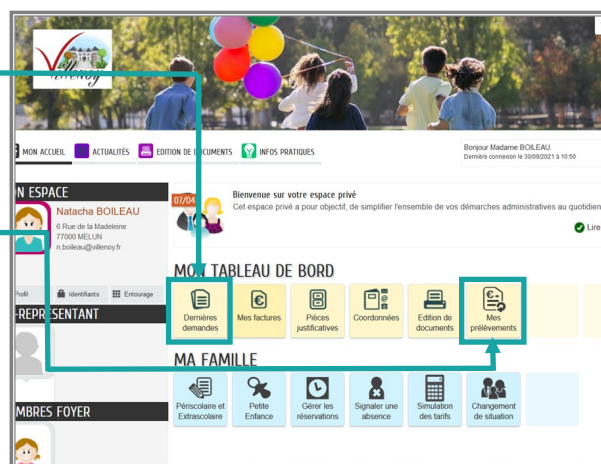 Villenoy
MON ACCUEIL ACTUALITÉS EDITION DE DOCUMENTS INFOS PRATIQUES
Bonjour Madame BOILEAU.
Dernière connexion le 30/09/2021 à 10:50
N ESPACE
Natacha BOILEAU
6 Rue de la Madeleine
77000 MELUN
n.boileau@villenoy.fr
Profil Identifiants Entourage
-REPRÉSENTANT
MBRES FOYER
07/04
Bienvenue sur votre espace privé
Cet espace privé a pour objectif, de simplifier l'ensemble de vos démarches administratives au quotidien
Lire
MON TABLEAU DE BORD
Dernières demandes
Mes factures
Pièces justificatives
Coordonnées
Edition de documents
Mes prélèvements
MA FAMILLE
Périscolaire et Extrascolaire
Petite Enfance
Gérer les réservations
Signaler une absence
Simulation des tarifs
Changement de situation